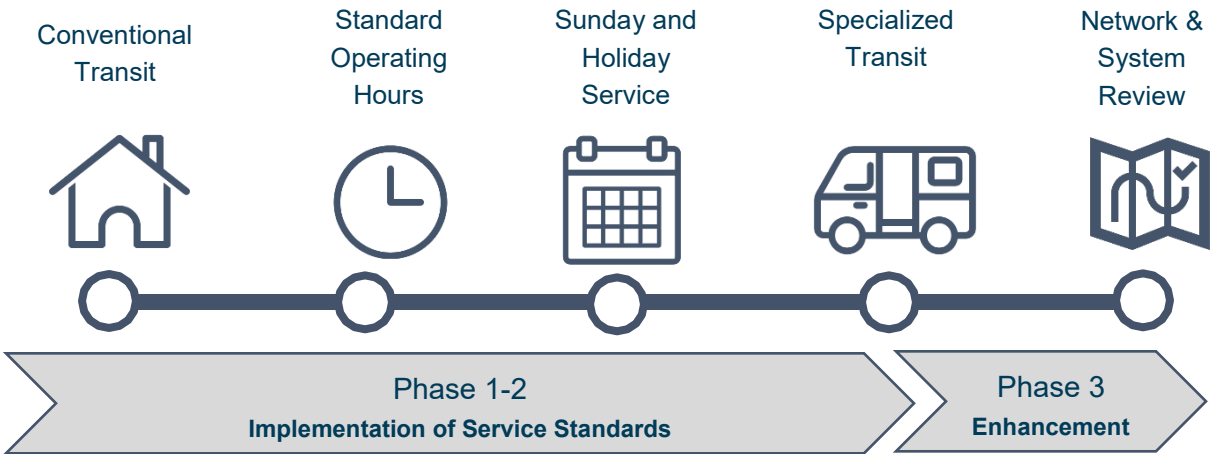 Conventional
Transit
Standard
Operating
Hours
Sunday and
Holiday
Service
Specialized
Transit
Network &
System
Review
Phase 1-2
Implementation of Service Standards
Phase 3
Enhancement